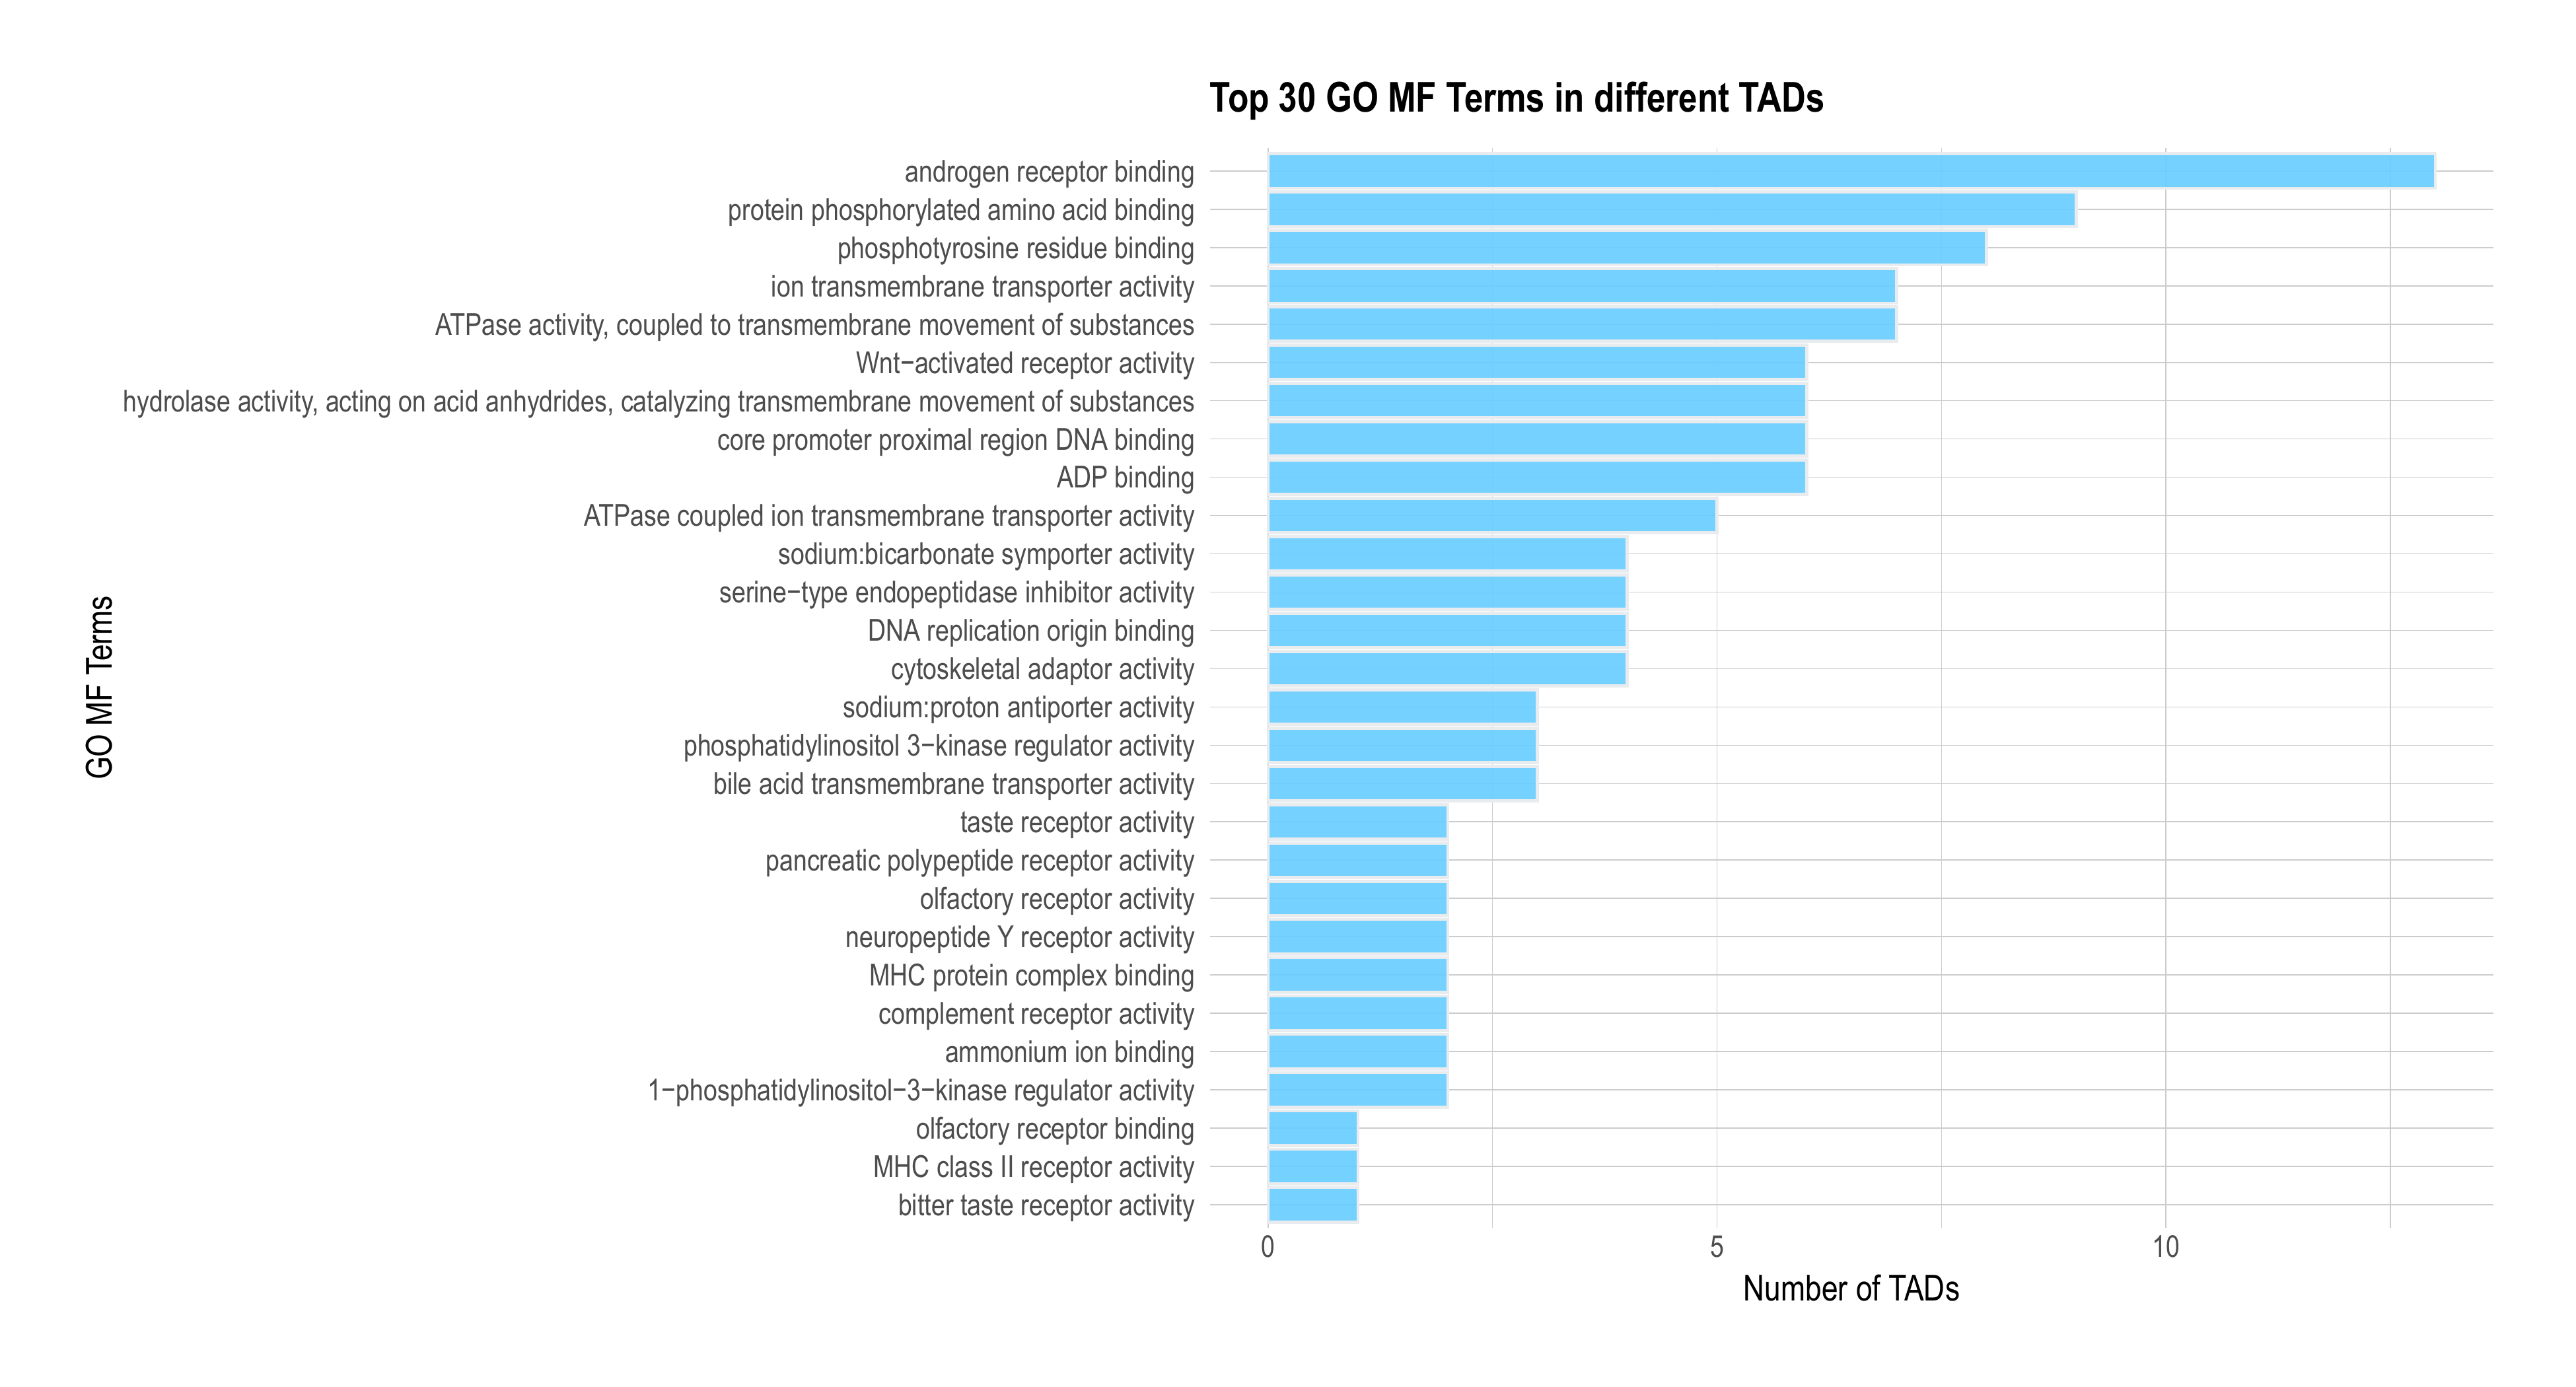 Top 30 GO MF Terms in different TADs
androgen receptor binding
protein phosphorylated amino acid binding
phosphotyrosine residue binding
ion transmembrane transporter activity
ATPase activity, coupled to transmembrane movement of substances
Wnt−activated receptor activity
hydrolase activity, acting on acid anhydrides, catalyzing transmembrane movement of substances
core promoter proximal region DNA binding
ADP binding
ATPase coupled ion transmembrane transporter activity
sodium:bicarbonate symporter activity
serine−type endopeptidase inhibitor activity
DNA replication origin binding
cytoskeletal adaptor activity
sodium:proton antiporter activity
phosphatidylinositol 3−kinase regulator activity
bile acid transmembrane transporter activity
taste receptor activity
pancreatic polypeptide receptor activity
olfactory receptor activity
neuropeptide Y receptor activity
MHC protein complex binding
complement receptor activity
ammonium ion binding
1−phosphatidylinositol−3−kinase regulator activity
olfactory receptor binding
MHC class II receptor activity
bitter taste receptor activity
GO MF Terms
0 5 10
Number of TADs